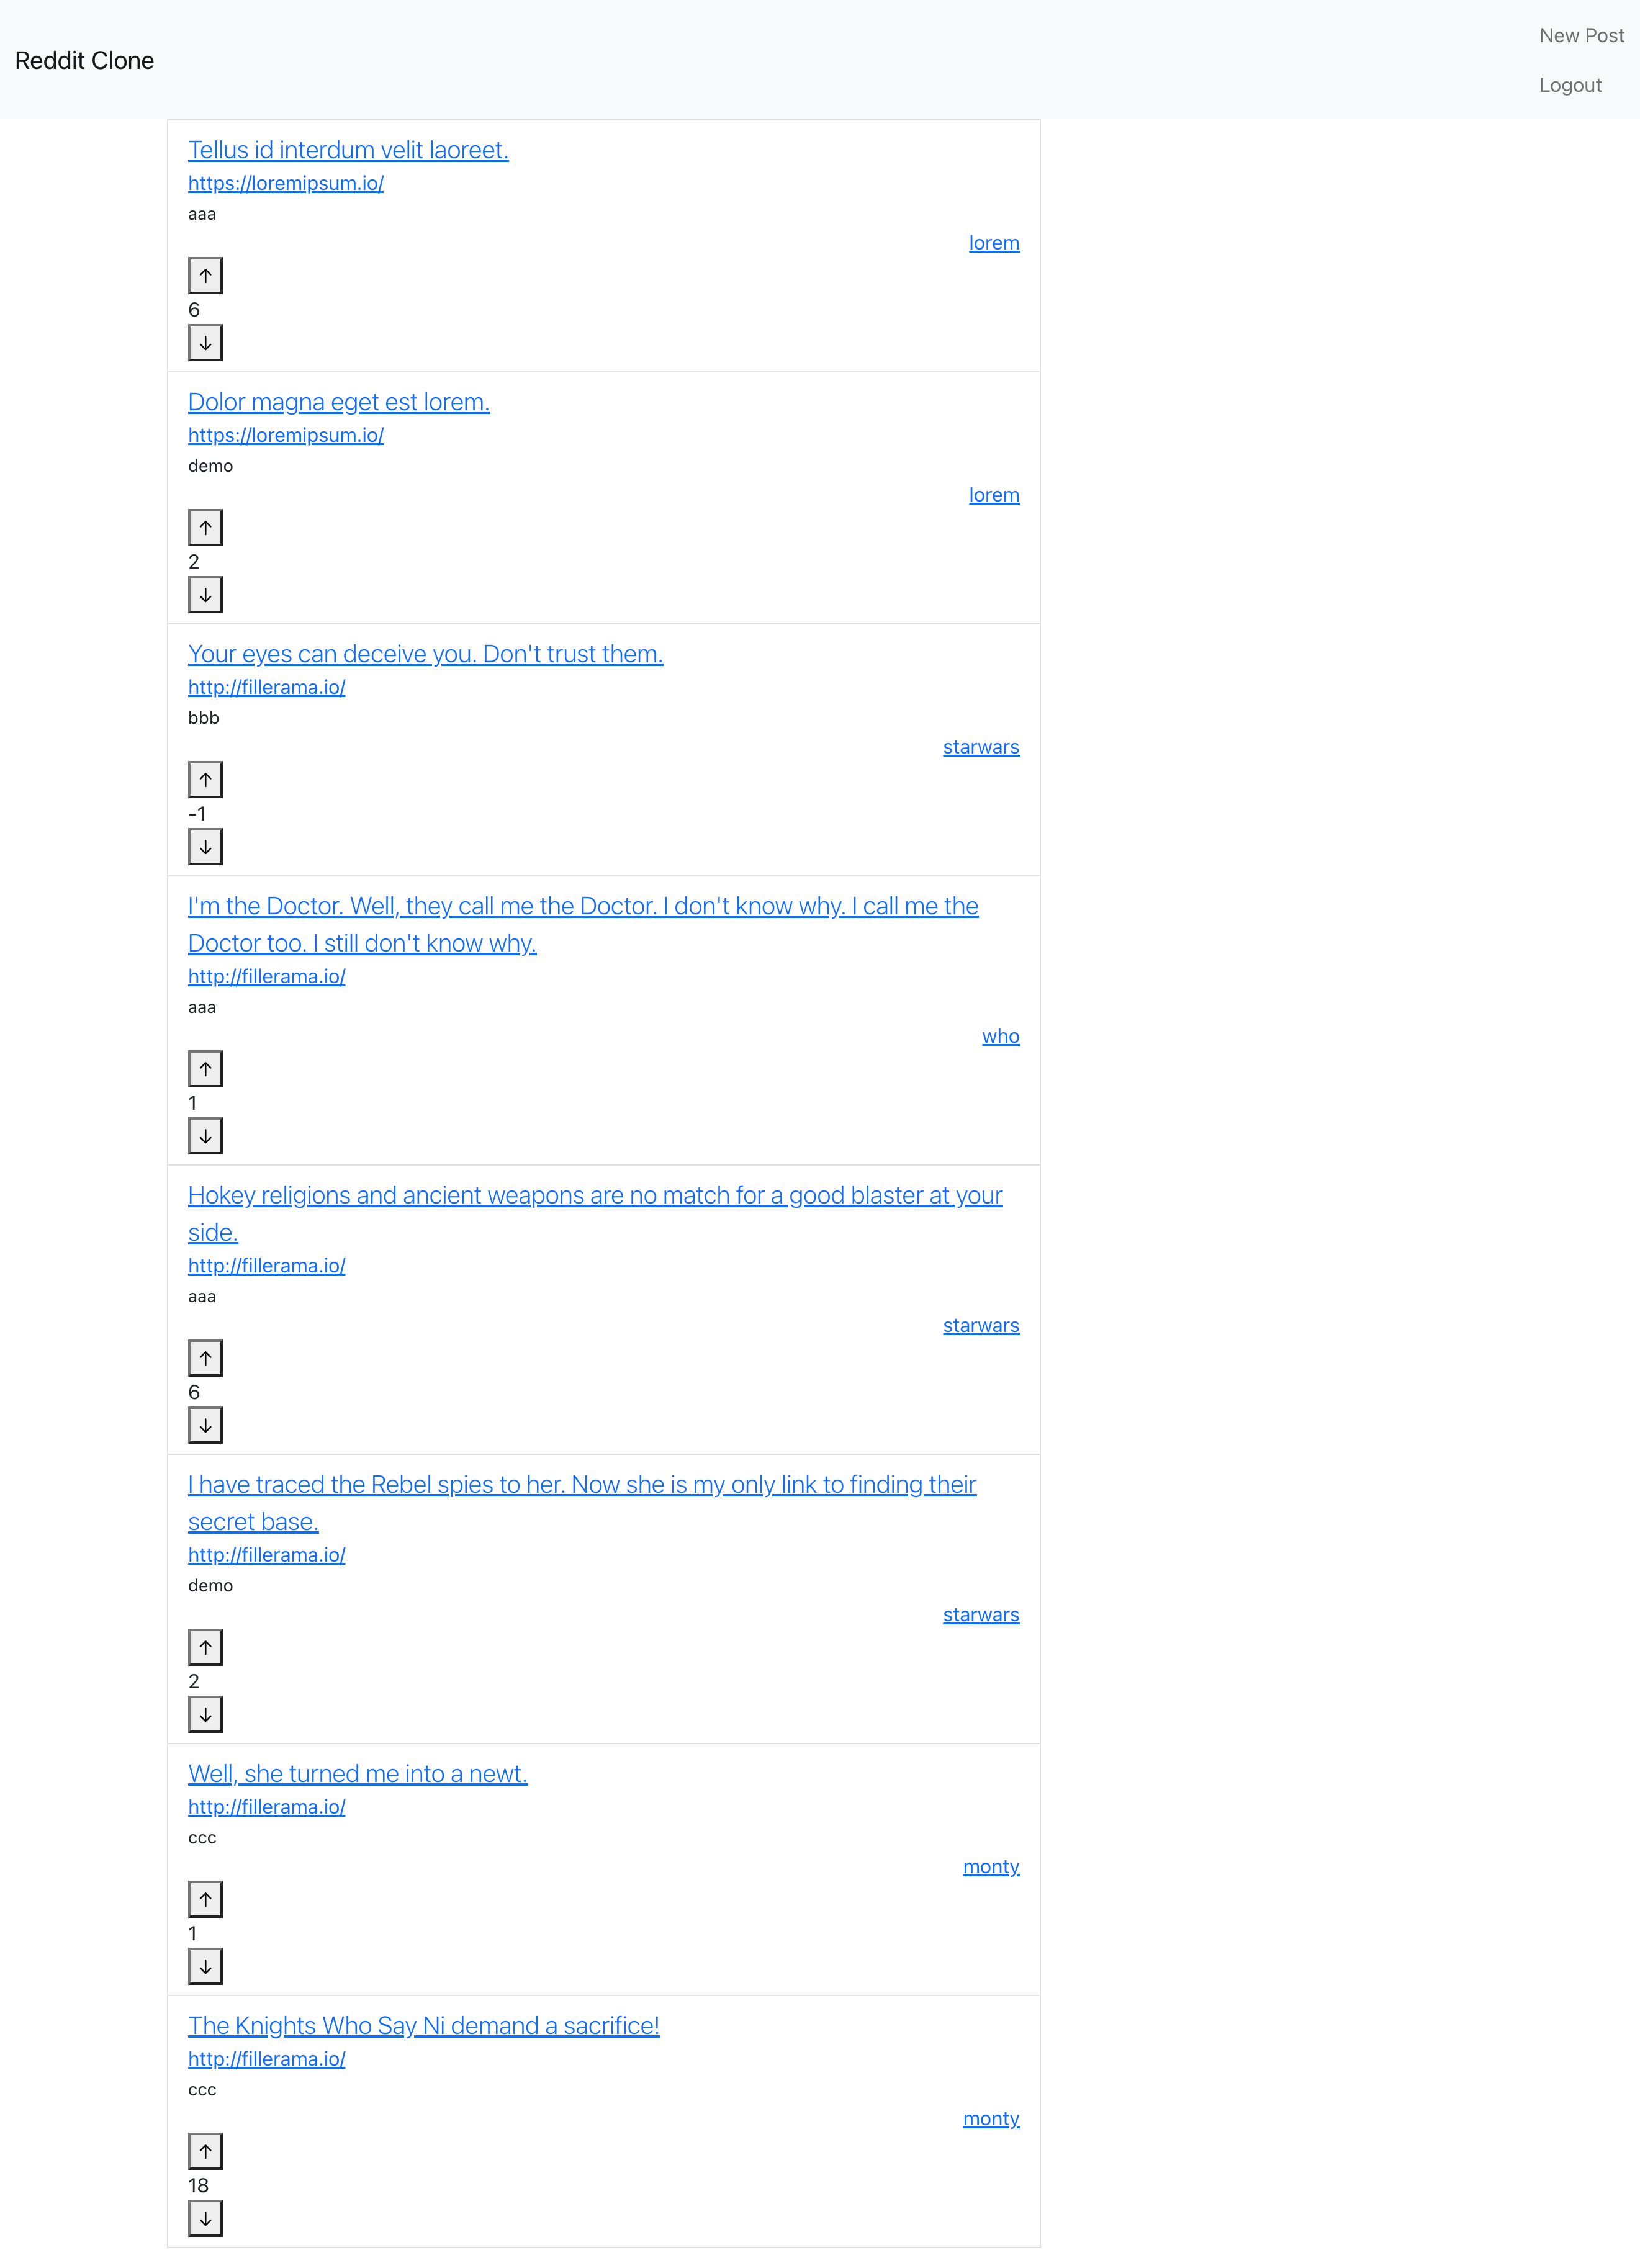 Reddit Clone
New Post
Logout
Tellus id interdum velit laoreet.
https://loremipsum.io/
aaa
lorem
↑
6
↓
Dolor magna eget est lorem.
https://loremipsum.io/
demo
lorem
↑
2
↓
Your eyes can deceive you. Don't trust them.
http://fillerama.io/
bbb
starwars
↑
-1
↓
I'm the Doctor. Well, they call me the Doctor. I don't know why. I call me the
Doctor too. I still don't know why.
http://fillerama.io/
aaa
who
↑
1
↓
Hokey religions and ancient weapons are no match for a good blaster at your
side.
http://fillerama.io/
aaa
starwars
↑
6
↓
I have traced the Rebel spies to her. Now she is my only link to finding their
secret base.
http://fillerama.io/
demo
starwars
↑
2
↓
Well, she turned me into a newt.
http://fillerama.io/
ccc
monty
↑
1
↓
The Knights Who Say Ni demand a sacrifice!
http://fillerama.io/
ccc
monty
↑
18
↓